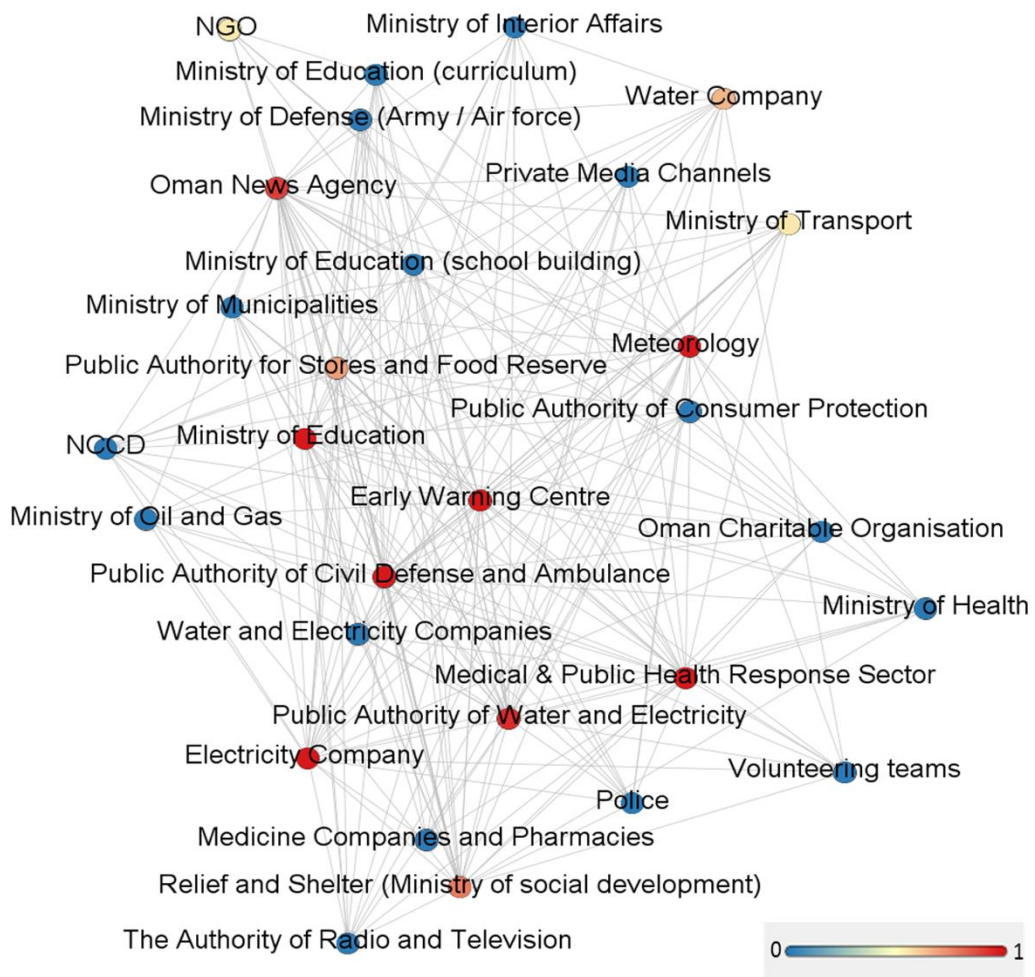 NGO
Ministry of Interior Affairs
Ministry of Education (curriculum)
Water Company
Ministry of Defense (Army / Air force)
Private Media Channels
Oman News Agency
Ministry of Transport
Ministry of Education (school building)
Ministry of Municipalities
Meteorology
Public Authority for Stores and Food Reserve
Public Authority of Consumer Protection
Ministry of Education
NCCD
Early Warning Centre
Ministry of Oil and Gas
Oman Charitable Organisation
Public Authority of Civil Defense and Ambulance
Ministry of Health
Water and Electricity Companies
Medical & Public Health Response Sector
Public Authority of Water and Electricity
Electricity Company
Volunteering teams
Police
Medicine Companies and Pharmacies
Relief and Shelter (Ministry of social development)
The Authority of Radio and Television
0 1